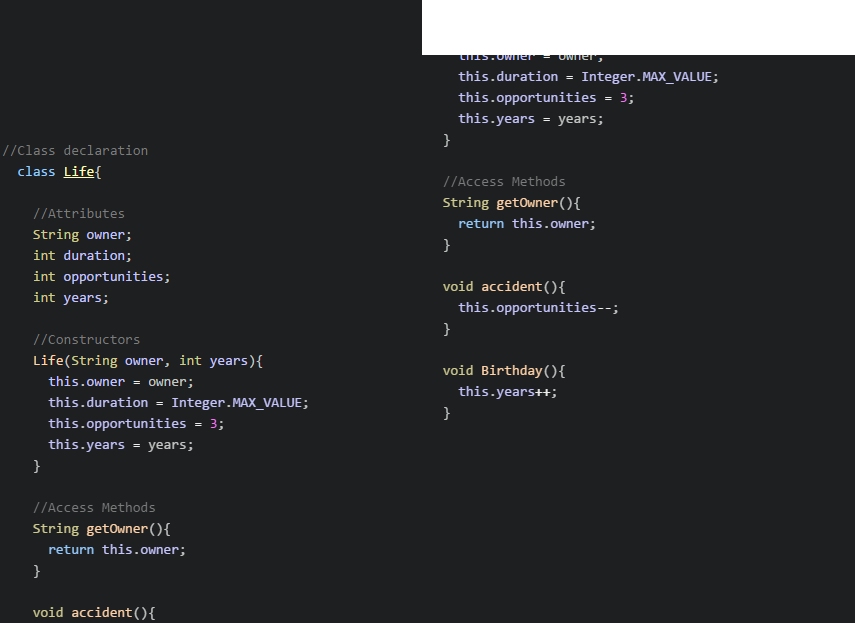 //Class declaration
class Life{
//Attributes
String owner;
int duration;
int opportunities;
int years;
//Constructors
Life(String owner, int years){
this.owner = owner;
this.duration = Integer.MAX_VALUE;
this.opportunities = 3;
this.years = years;
}
//Access Methods
String getOwner(){
return this.owner;
}
void accident(){
this.owner = owner;
this.duration = Integer.MAX_VALUE;
this.opportunities = 3;
this.years = years;
}
//Access Methods
String getOwner(){
return this.owner;
}
void accident(){
this.opportunities--;
}
void Birthday(){
this.years++;
}